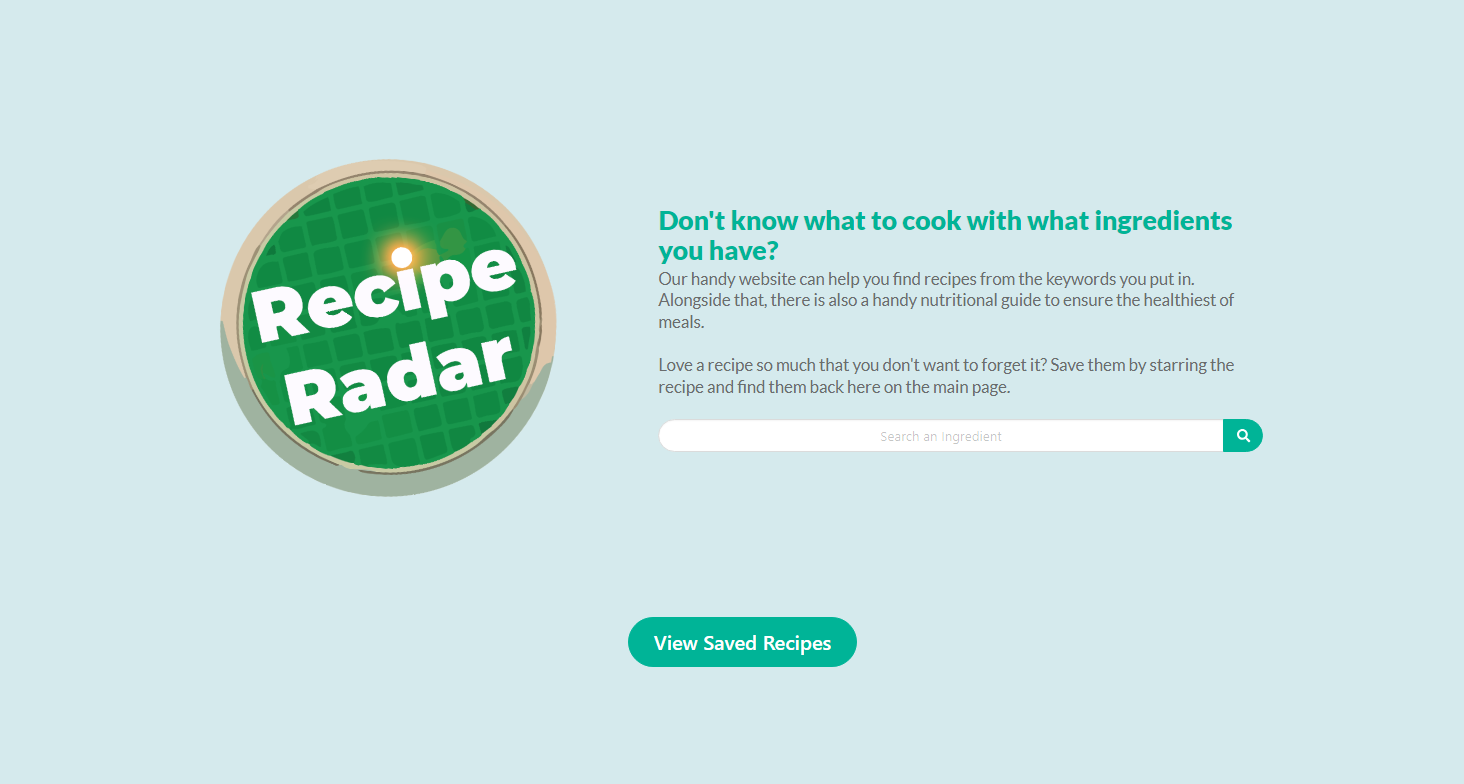 Recipe
Radar
Don't know what to cook with what ingredients
you have?
Our handy website can help you find recipes from the keywords you put in.
Alongside that, there is also a handy nutritional guide to ensure the healthiest of
meals.
Love a recipe so much that you don't want to forget it? Save them by starring the
recipe and find them back here on the main page.
Search an Ingredient
View Saved Recipes